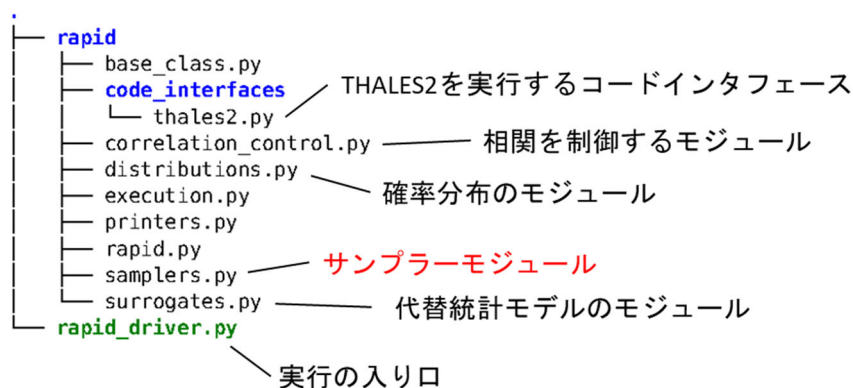 .
rapid
base_class.py
code_interfaces
THALES2を実行するコードインタフェース
thales2.py
correlation_control.py
相関を制御するモジュール
distributions.py
確率分布のモジュール
execution.py
printers.py
rapid.py
サンプラーモジュール
samplers.py
surrogates.py
代替統計モデルのモジュール
rapid_driver.py
実行の入り口